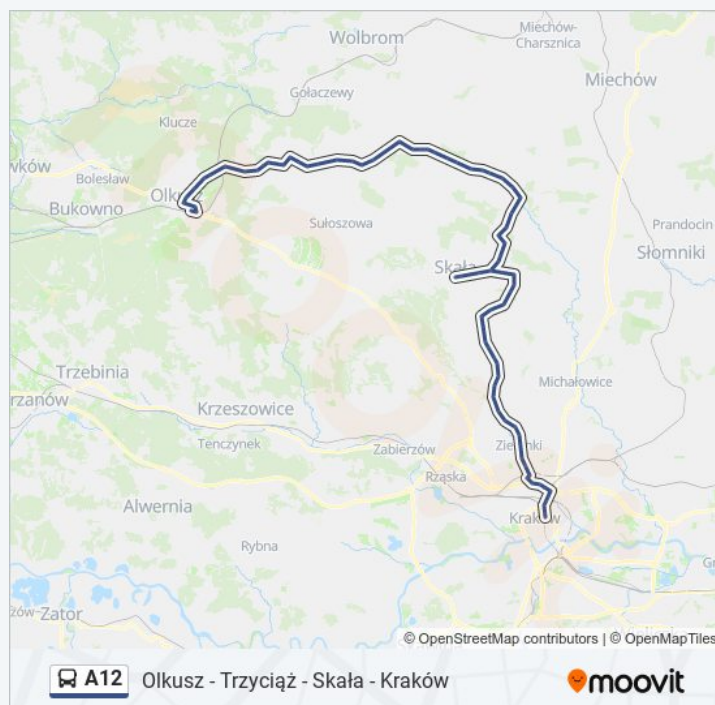 Wolbrom
Miechów-
Charsznica
Miechów
Gołaczewy
Klucze
wków
Bolesław
Olkusz
Bukowno
Sułoszowa
Prandocin
Słomniki
Skała
Trzebinia
rzanów
Michałowice
Krzeszowice
Tenczynek
Zabierzów
Zielonki
Rząska
Alwernia
Kraków
Rybna
Zator
© OpenStreetMap contributors | © OpenMapTiles
A12 Olkusz - Trzyciąż - Skała - Kraków
moovit